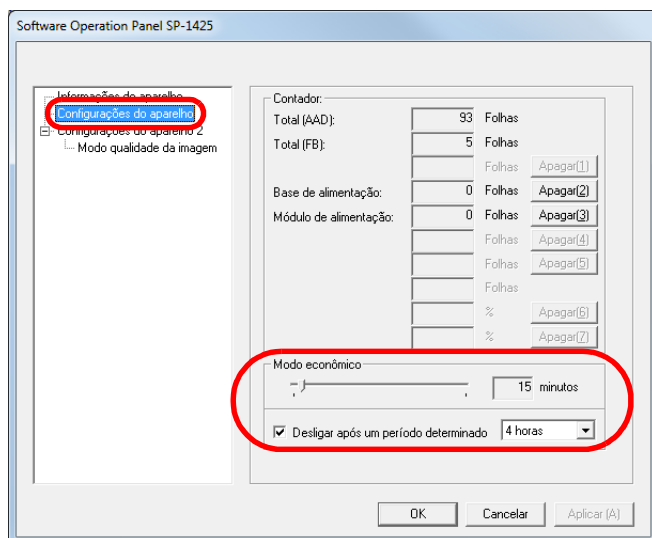 Software Operation Panel SP-1425
Informações do aparelho
Configurações do aparelho
Configurações do aparelho 2
Modo qualidade da imagem
Contador:
Total (AAD): 93 Folhas
Total (FB): 5 Folhas
Folhas Apagar(1)
Base de alimentação: 0 Folhas Apagar(2)
Módulo de alimentação: 0 Folhas Apagar(3)
Folhas Apagar(4)
Folhas Apagar(5)
Folhas
% Apagar(6)
% Apagar(7)
Modo econômico
15 minutos
Desligar após um período determinado 4 horas
OK Cancelar Aplicar (A)